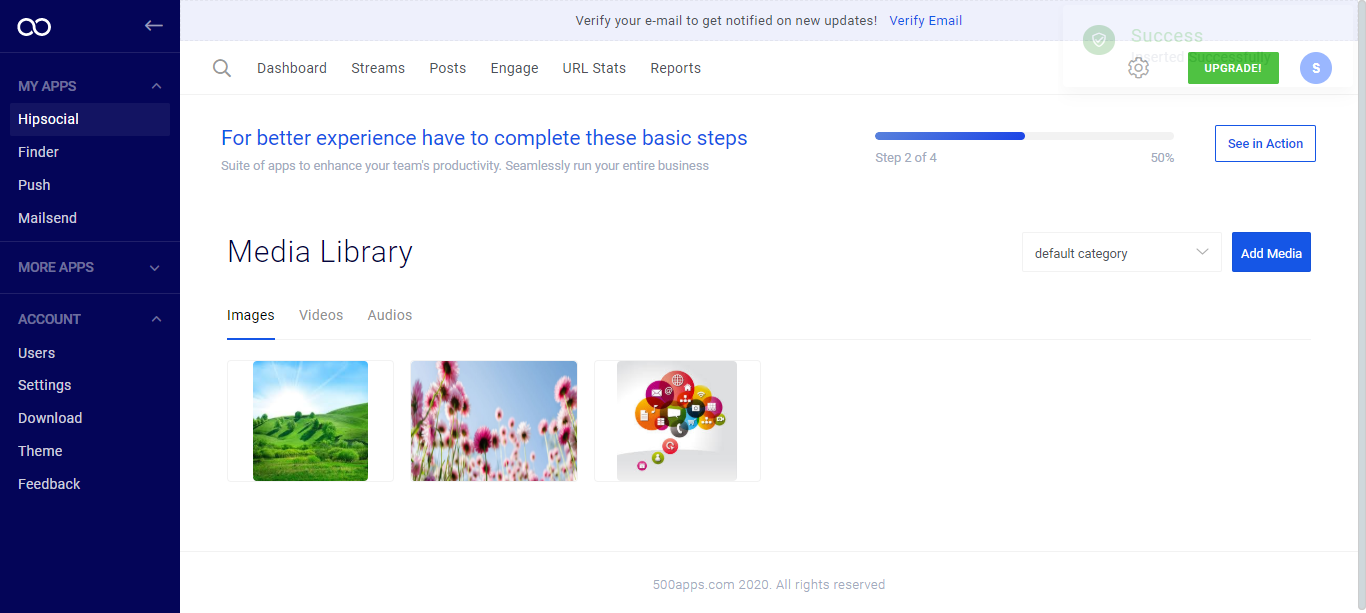 Verify your e-mail to get notified on new updates! Verify Email
Success
Inserted Successfully
Dashboard Streams Posts Engage URL Stats Reports
UPGRADE!
S
MY APPS
Hipsocial
Finder
Push
Mailsend
MORE APPS
ACCOUNT
Users
Settings
Download
Theme
Feedback
For better experience have to complete these basic steps
Suite of apps to enhance your team's productivity. Seamlessly run your entire business
Step 2 of 4 50%
See in Action
Media Library
default category
Add Media
Images Videos Audios
500apps.com 2020. All rights reserved